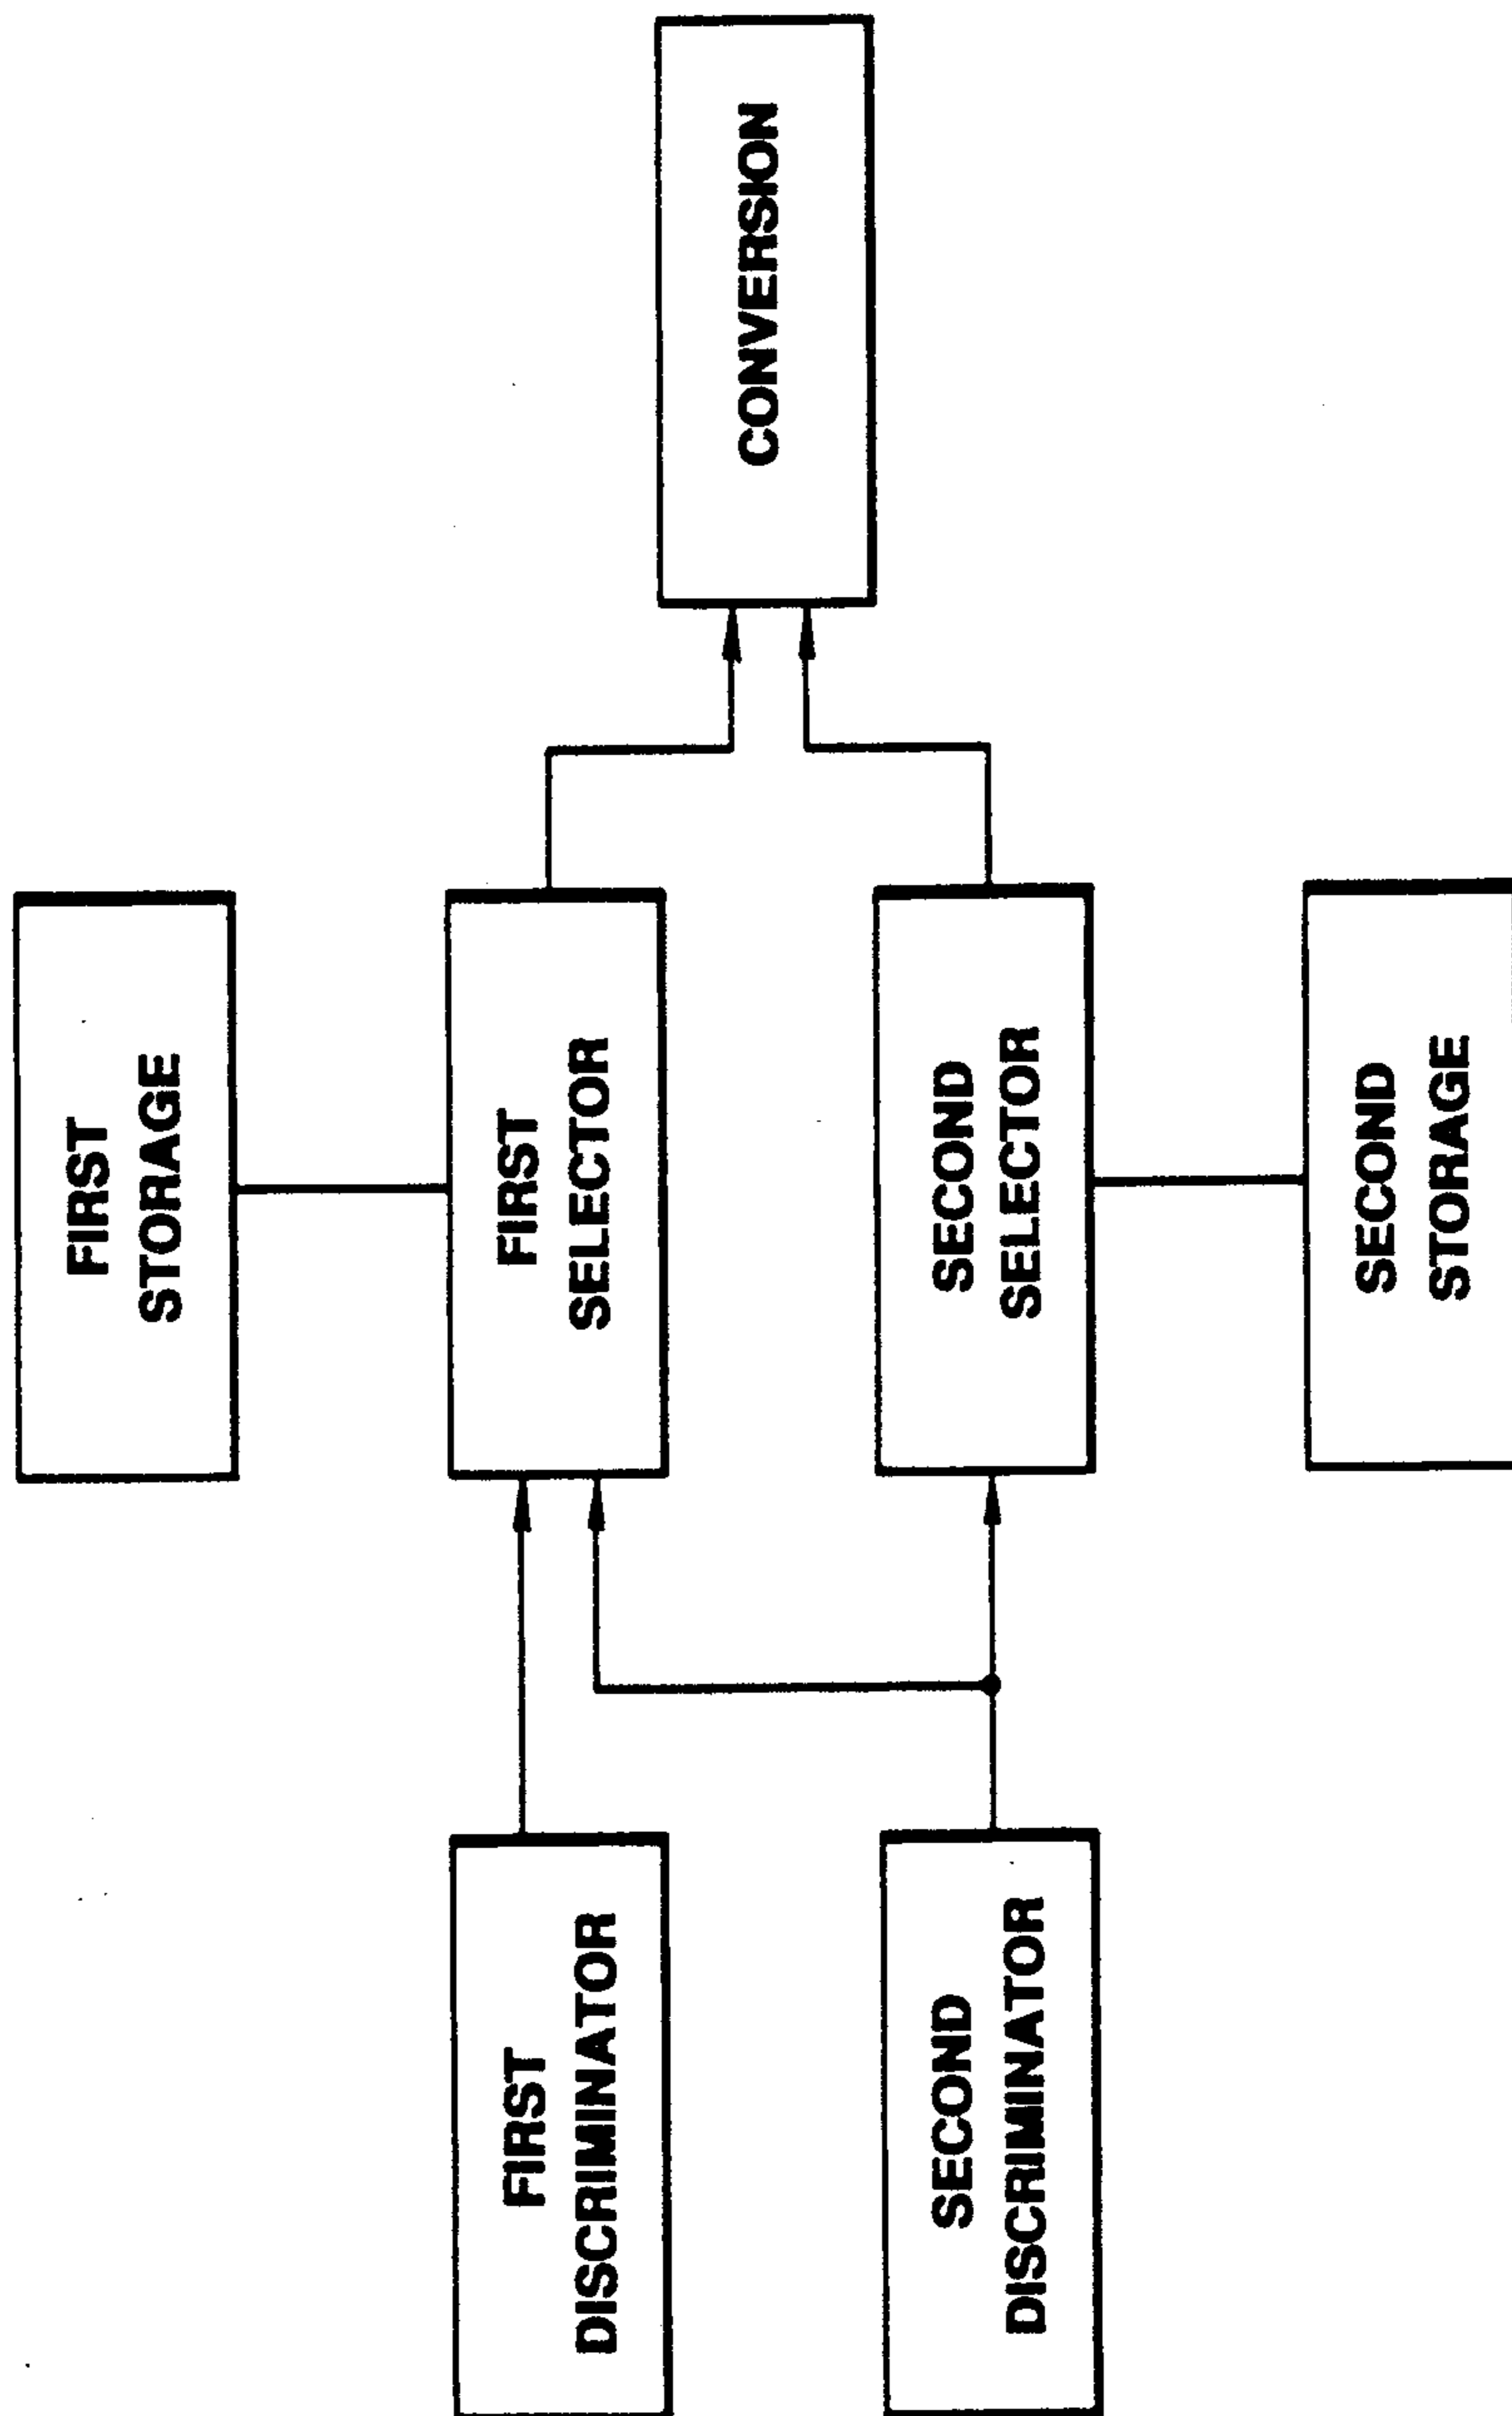 FIRST
STORAGE
FIRST
DISCRIMINATOR
FIRST
SELECTOR
CONVERSION
SECOND
DISCRIMINATOR
SECOND
SELECTOR
SECOND
STORAGE